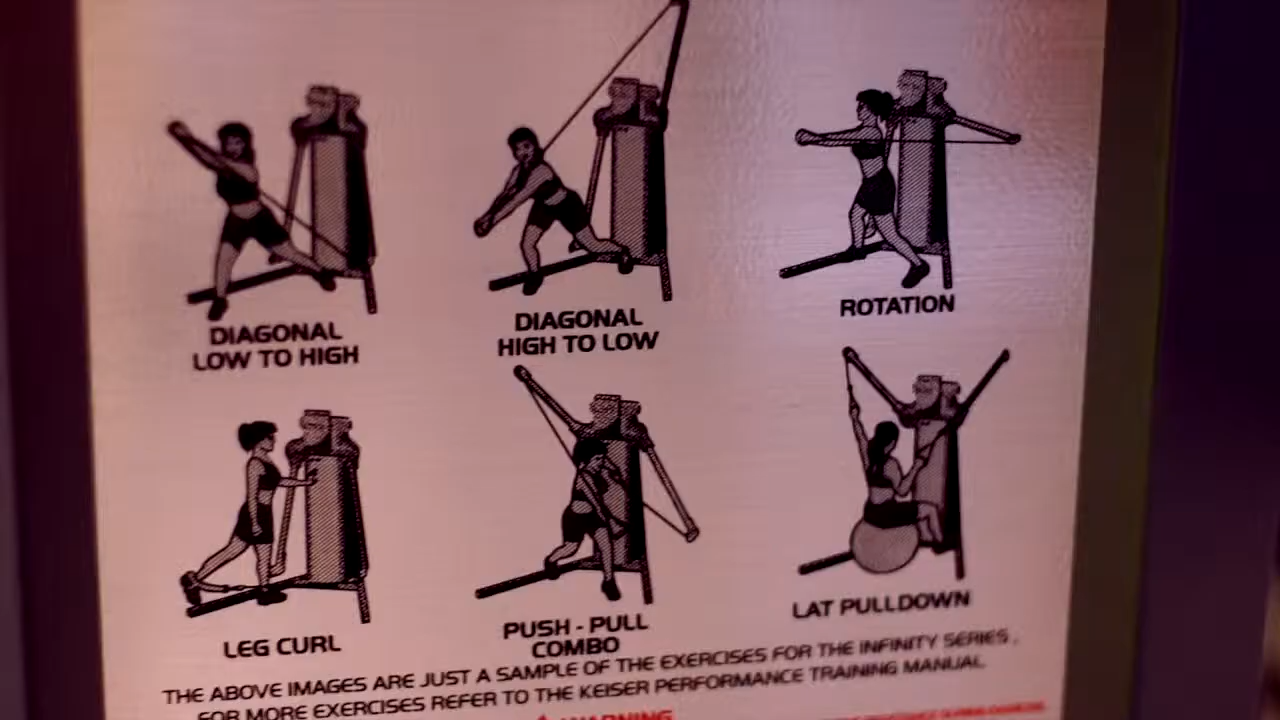 DIAGONAL
LOW TO HIGH
DIAGONAL
HIGH TO LOW
ROTATION
LEG CURL
PUSH - PULL
COMBO
LAT PULLDOWN
THE ABOVE IMAGES ARE JUST A SAMPLE OF THE EXERCISES FOR THE INFINITY SERIES.
FOR MORE EXERCISES REFER TO THE KEISER PERFORMANCE TRAINING MANUAL.
WARNING